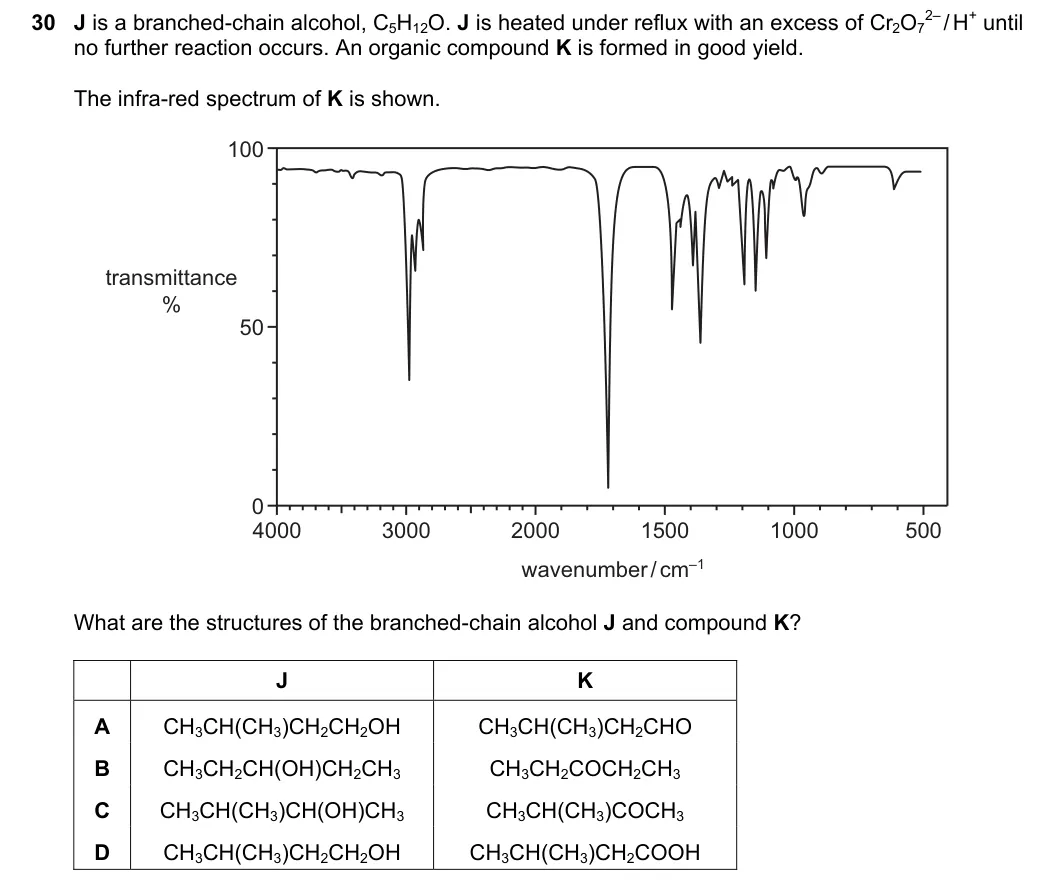 30 J is a branched-chain alcohol, C₅H₁₂O. J is heated under reflux with an excess of Cr₂O₇²⁻/H⁺ until
no further reaction occurs. An organic compound K is formed in good yield.
The infra-red spectrum of K is shown.
100
transmittance
%
50
0
4000 3000 2000 1500 1000 500
wavenumber/cm⁻¹
What are the structures of the branched-chain alcohol J and compound K?
J K
A CH₃CH(CH₃)CH₂CH₂OH CH₃CH(CH₃)CH₂CHO
B CH₃CH₂CH(OH)CH₂CH₃ CH₃CH₂COCH₂CH₃
C CH₃CH(CH₃)CH(OH)CH₃ CH₃CH(CH₃)COCH₃
D CH₃CH(CH₃)CH₂CH₂OH CH₃CH(CH₃)CH₂COOH